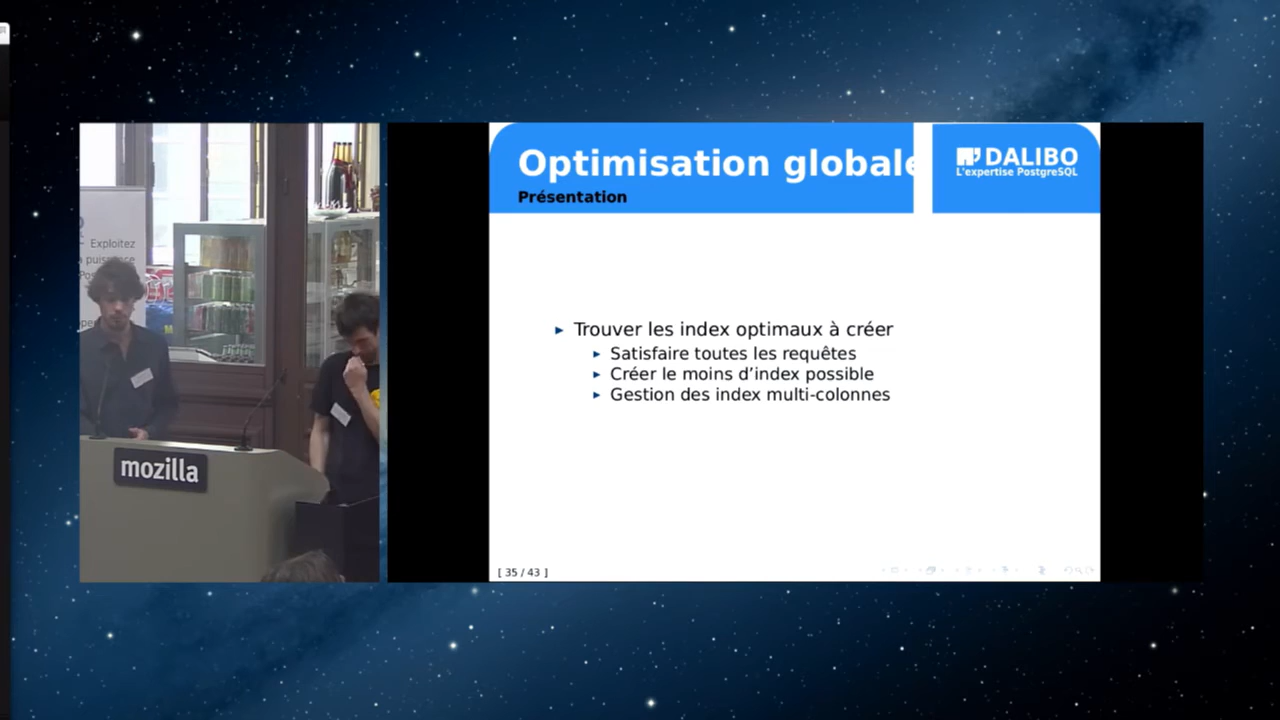 Exploitez
puissance
mozilla
Optimisation globale
Présentation
DALIBO
L'expertise PostgreSQL
▸ Trouver les index optimaux à créer
▸ Satisfaire toutes les requêtes
▸ Créer le moins d’index possible
▸ Gestion des index multi-colonnes
[ 35 / 43 ]